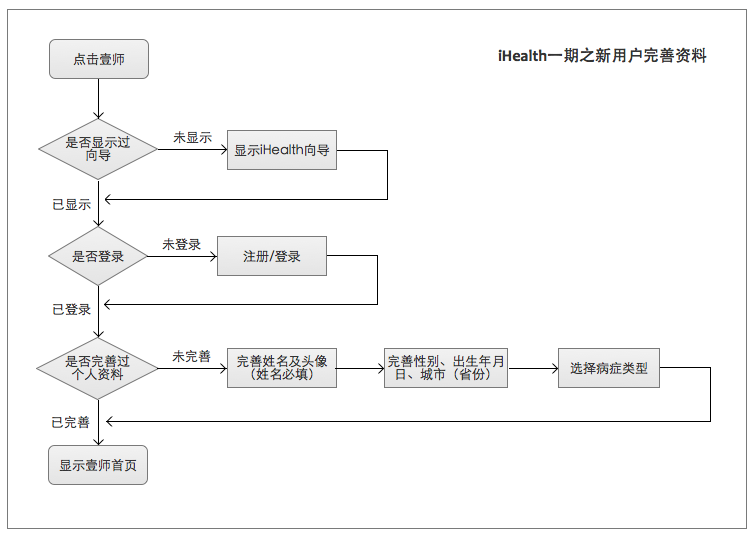 iHealth一期之新用户完善资料
点击壹师
是否显示过
向导
未显示
显示iHealth向导
已显示
是否登录
未登录
注册/登录
已登录
是否完善过
个人资料
未完善
完善姓名及头像
（姓名必填）
完善性别、出生年月
日、城市（省份）
选择病症类型
已完善
显示壹师首页